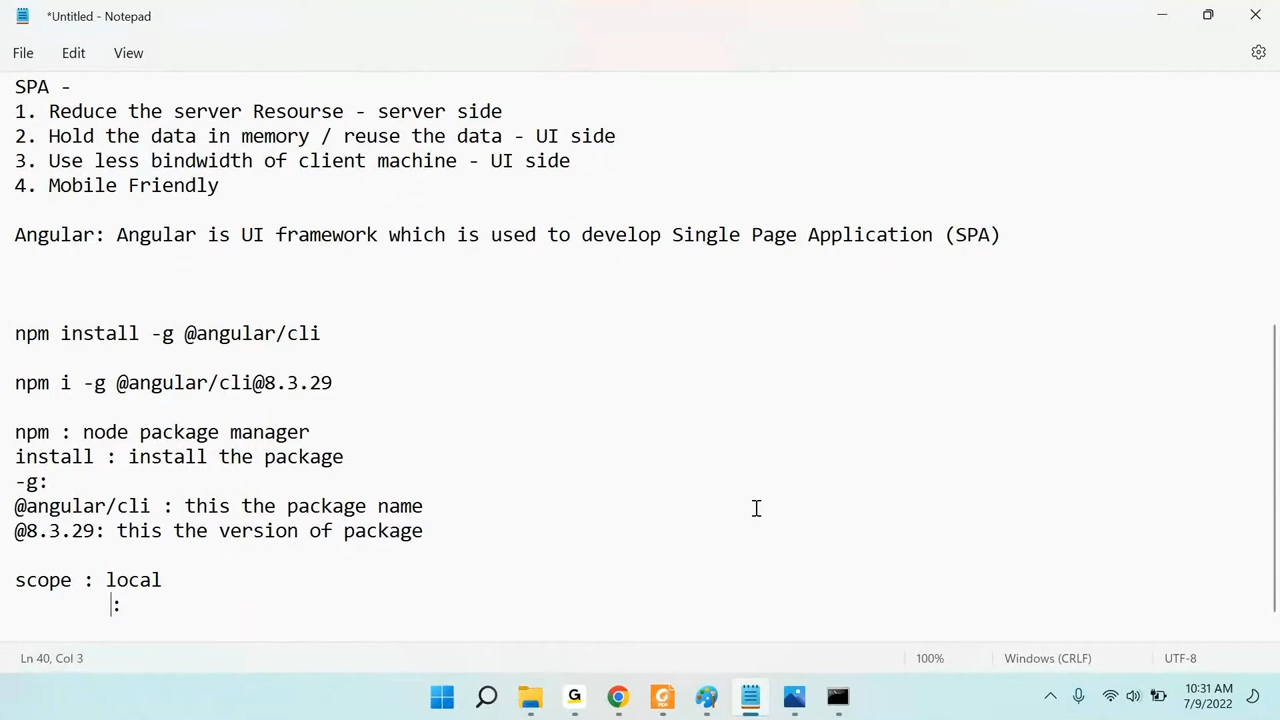 *Untitled - Notepad
File Edit View
SPA -
1. Reduce the server Resourse - server side
2. Hold the data in memory / reuse the data - UI side
3. Use less bindwidth of client machine - UI side
4. Mobile Friendly
Angular: Angular is UI framework which is used to develop Single Page Application (SPA)
npm install -g @angular/cli
npm i -g @angular/cli@8.3.29
npm : node package manager
install : install the package
-g:
@angular/cli : this the package name
@8.3.29: this the version of package
scope : local
:
Ln 40, Col 3 100% Windows (CRLF) UTF-8
G PDF 10:31 AM
7/9/2022